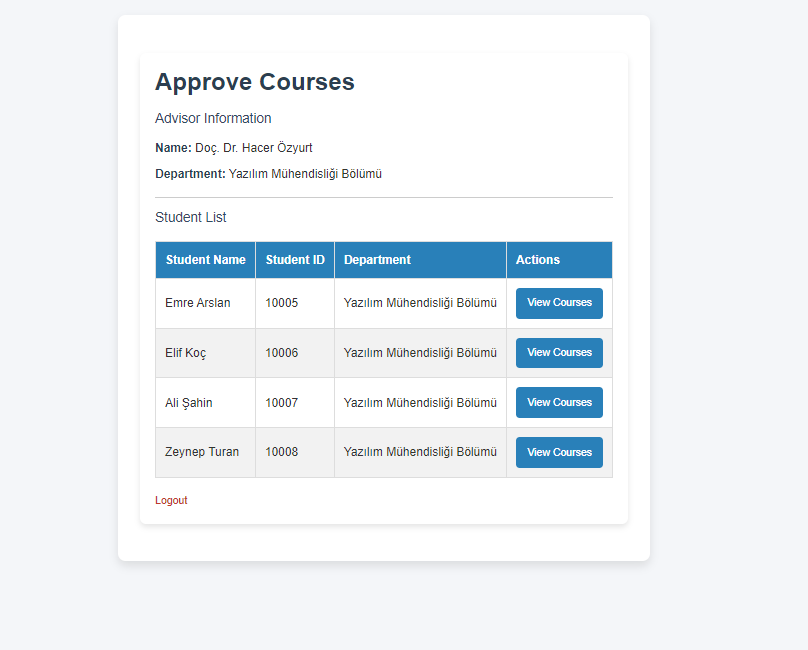 Approve Courses
Advisor Information
Name: Doç. Dr. Hacer Özyurt
Department: Yazılım Mühendisliği Bölümü
Student List
Student Name Student ID Department Actions
Emre Arslan 10005 Yazılım Mühendisliği Bölümü View Courses
Elif Koç 10006 Yazılım Mühendisliği Bölümü View Courses
Ali Şahin 10007 Yazılım Mühendisliği Bölümü View Courses
Zeynep Turan 10008 Yazılım Mühendisliği Bölümü View Courses
Logout